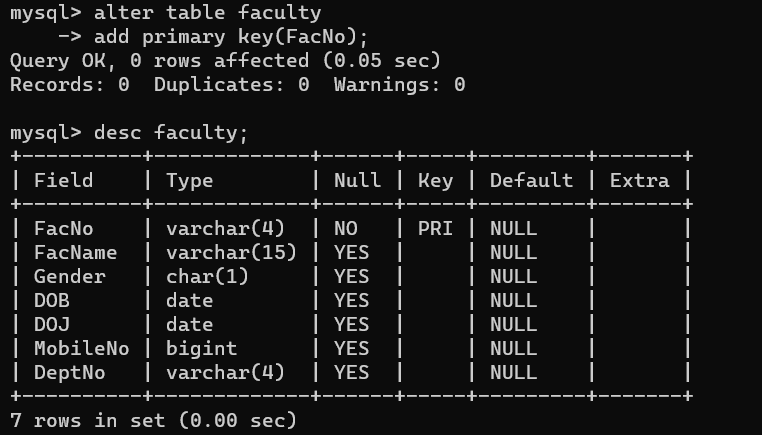 mysql> alter table faculty
    -> add primary key(FacNo);
Query OK, 0 rows affected (0.05 sec)
Records: 0  Duplicates: 0  Warnings: 0

mysql> desc faculty;
+----------+-------------+------+-----+---------+-------+
| Field    | Type        | Null | Key | Default | Extra |
+----------+-------------+------+-----+---------+-------+
| FacNo    | varchar(4)  | NO   | PRI | NULL    |       |
| FacName  | varchar(15) | YES  |     | NULL    |       |
| Gender   | char(1)     | YES  |     | NULL    |       |
| DOB      | date        | YES  |     | NULL    |       |
| DOJ      | date        | YES  |     | NULL    |       |
| MobileNo | bigint      | YES  |     | NULL    |       |
| DeptNo   | varchar(4)  | YES  |     | NULL    |       |
+----------+-------------+------+-----+---------+-------+
7 rows in set (0.00 sec)